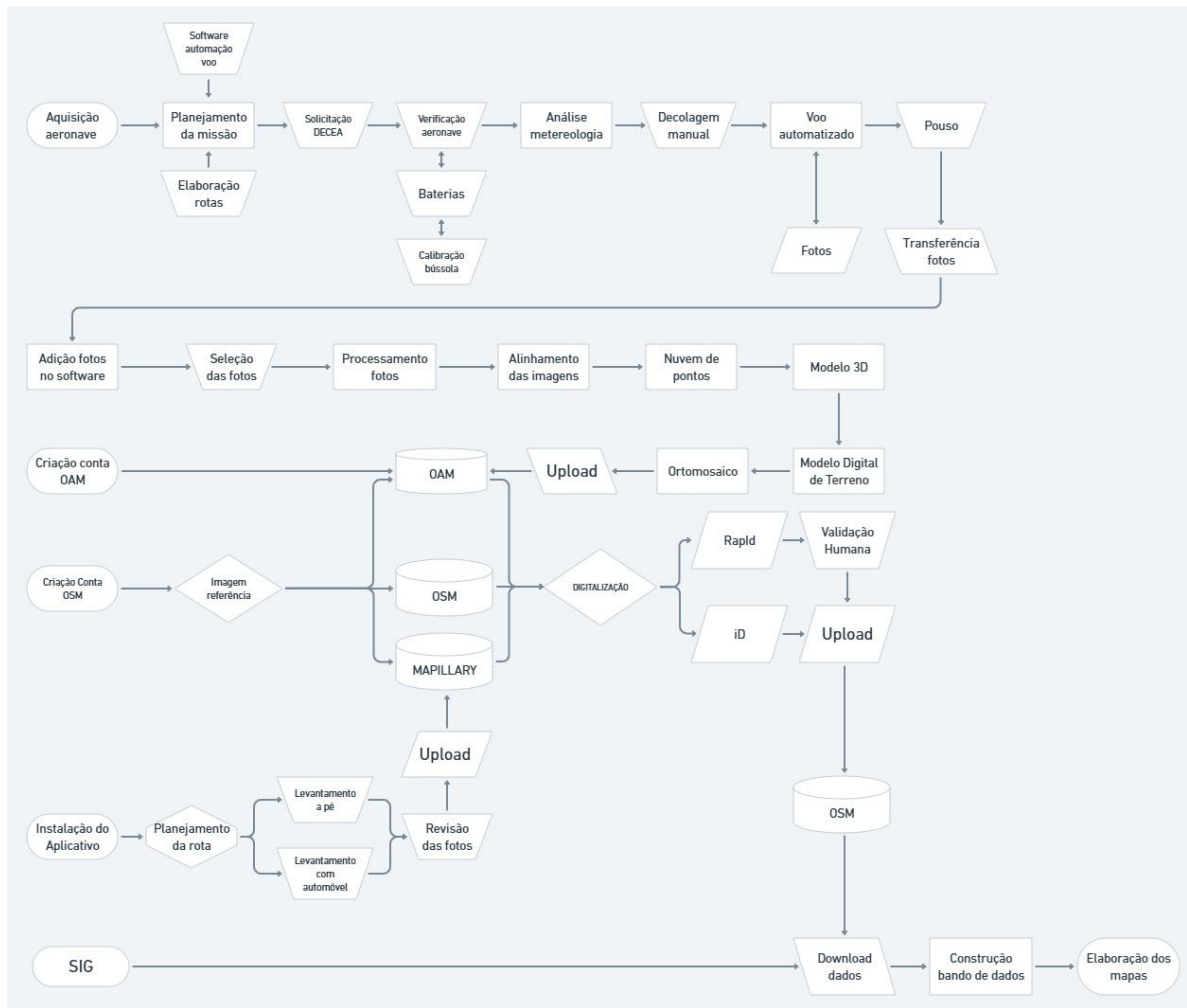 Software
automação
voo
Aquisição
aeronave
Planejamento
da missão
Solicitação
DECEA
Verificação
aeronave
Análise
metereologia
Decolagem
manual
Voo
automatizado
Pouso
Elaboração
rotas
Baterias
Calibração
bússola
Fotos
Transferência
fotos
Adição fotos
no software
Seleção
das fotos
Processamento
fotos
Alinhamento
das imagens
Nuvem de
pontos
Modelo 3D
Criação conta
OAM
OAM
Upload
Ortomosaico
Modelo Digital
de Terreno
RapId
Validação
Humana
Criação Conta
OSM
Imagem
referência
OSM
DIGITALIZAÇÃO
iD
Upload
MAPILLARY
Upload
Levantamento
a pé
Instalação do
Aplicativo
Planejamento
da rota
Revisão
das fotos
Levantamento
com
automóvel
OSM
SIG
Download
dados
Construção
bando de dados
Elaboração dos
mapas